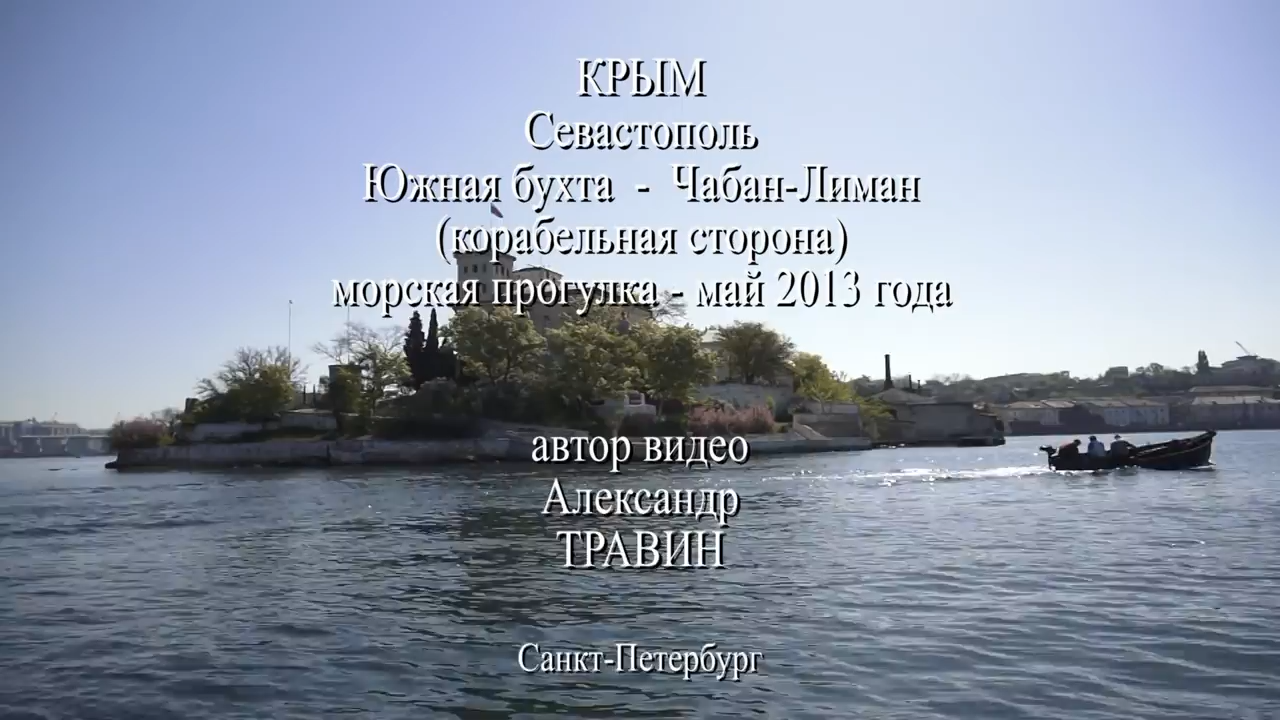 КРЫМ
Севастополь
Южная бухта - Чабан-Лиман
(корабельная сторона)
морская прогулка - май 2013 года
автор видео
Александр
ТРАВИН
Санкт-Петербург